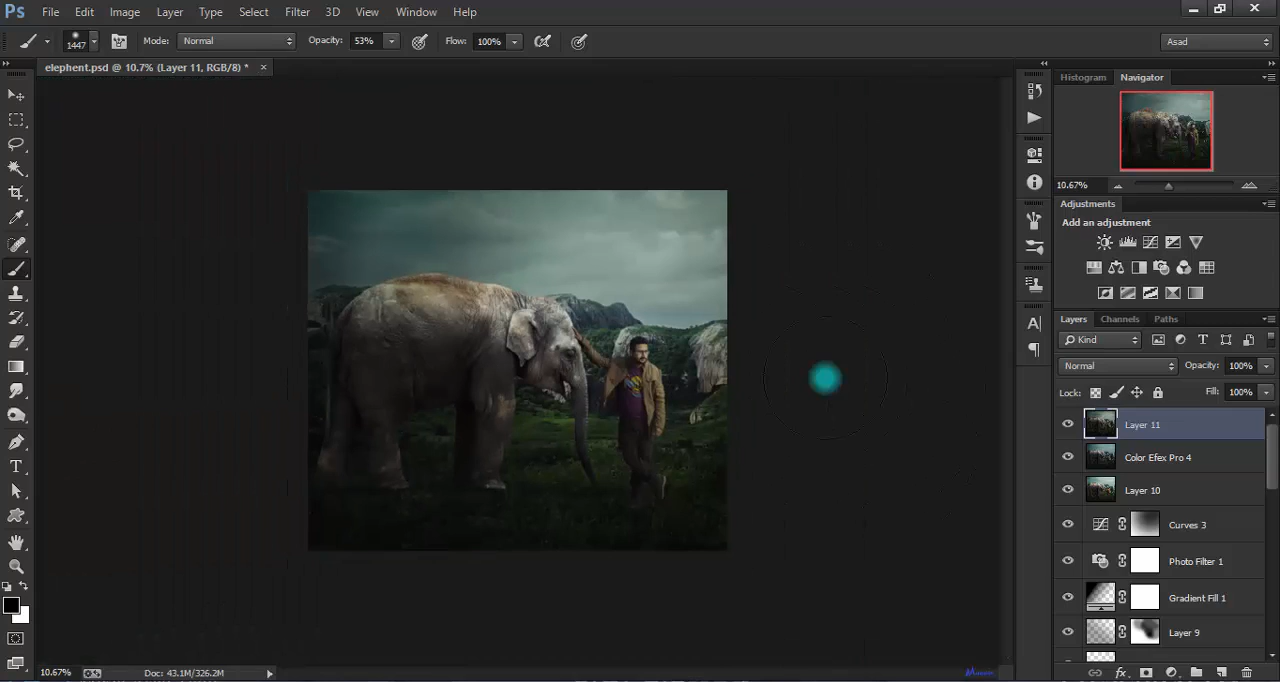 Ps File Edit Image Layer Type Select Filter 3D View Window Help
1447 Mode: Normal Opacity: 53% Flow: 100% Asad
elephent.psd @ 10.7% (Layer 11, RGB/8) * ×
Histogram Navigator
10.67%
Adjustments
Add an adjustment
Layers Channels Paths
Kind
Normal Opacity: 100%
Lock: Fill: 100%
Layer 11
Color Efex Pro 4
Layer 10
Curves 3
Photo Filter 1
Gradient Fill 1
Layer 9
10.67% Doc: 43.1M/326.2M